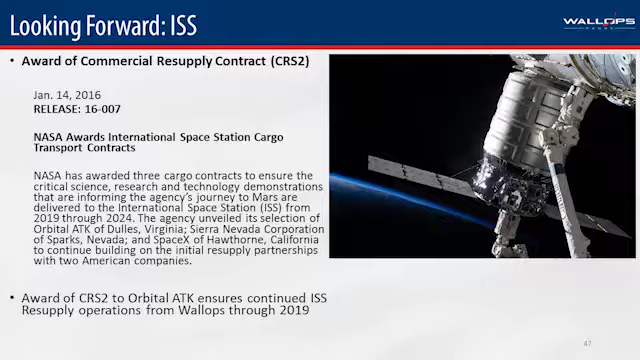 Looking Forward: ISS
WALLOPS
RANGE
• Award of Commercial Resupply Contract (CRS2)
Jan. 14, 2016
RELEASE: 16-007
NASA Awards International Space Station Cargo
Transport Contracts
NASA has awarded three cargo contracts to ensure the
critical science, research and technology demonstrations
that are informing the agency's journey to Mars are
delivered to the International Space Station (ISS) from
2019 through 2024. The agency unveiled its selection of
Orbital ATK of Dulles, Virginia; Sierra Nevada Corporation
of Sparks, Nevada; and SpaceX of Hawthorne, California
to continue building on the initial resupply partnerships
with two American companies.
• Award of CRS2 to Orbital ATK ensures continued ISS
Resupply operations from Wallops through 2019
47